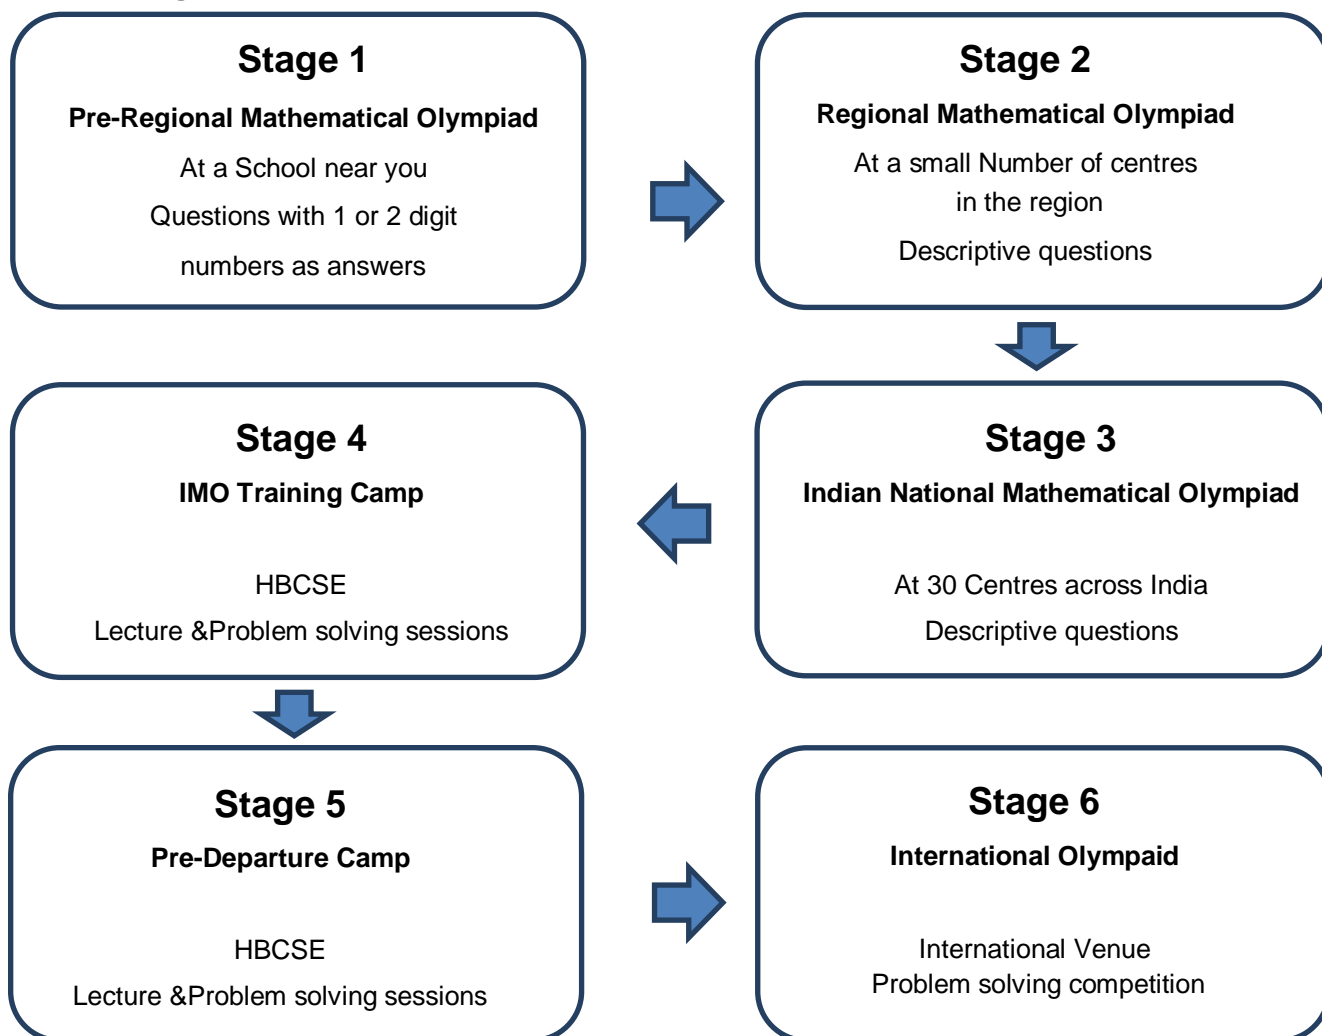 Stage 1
Pre-Regional Mathematical Olympiad
At a School near you
Questions with 1 or 2 digit
numbers as answers
Stage 2
Regional Mathematical Olympiad
At a small Number of centres
in the region
Descriptive questions
Stage 3
Indian National Mathematical Olympiad
At 30 Centres across India
Descriptive questions
Stage 4
IMO Training Camp
HBCSE
Lecture &Problem solving sessions
Stage 5
Pre-Departure Camp
HBCSE
Lecture &Problem solving sessions
Stage 6
International Olympaid
International Venue
Problem solving competition